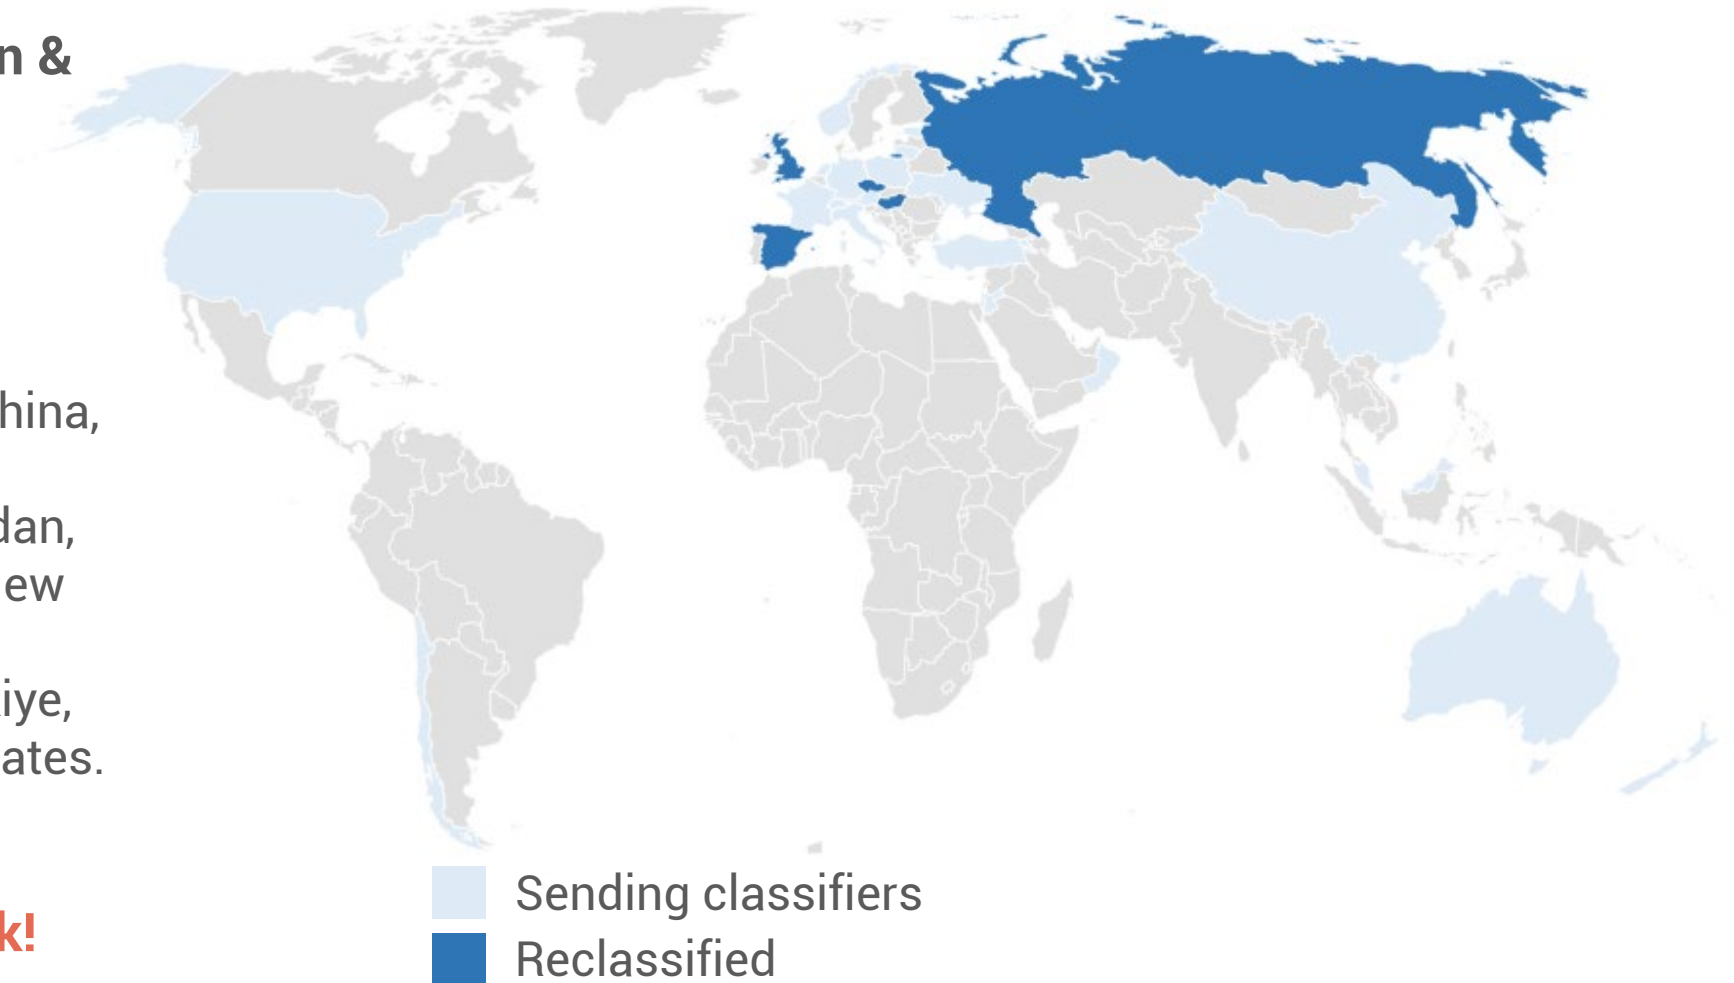 n &
hina,
dan,
ew
iye,
ates.
k!
Sending classifiers
Reclassified